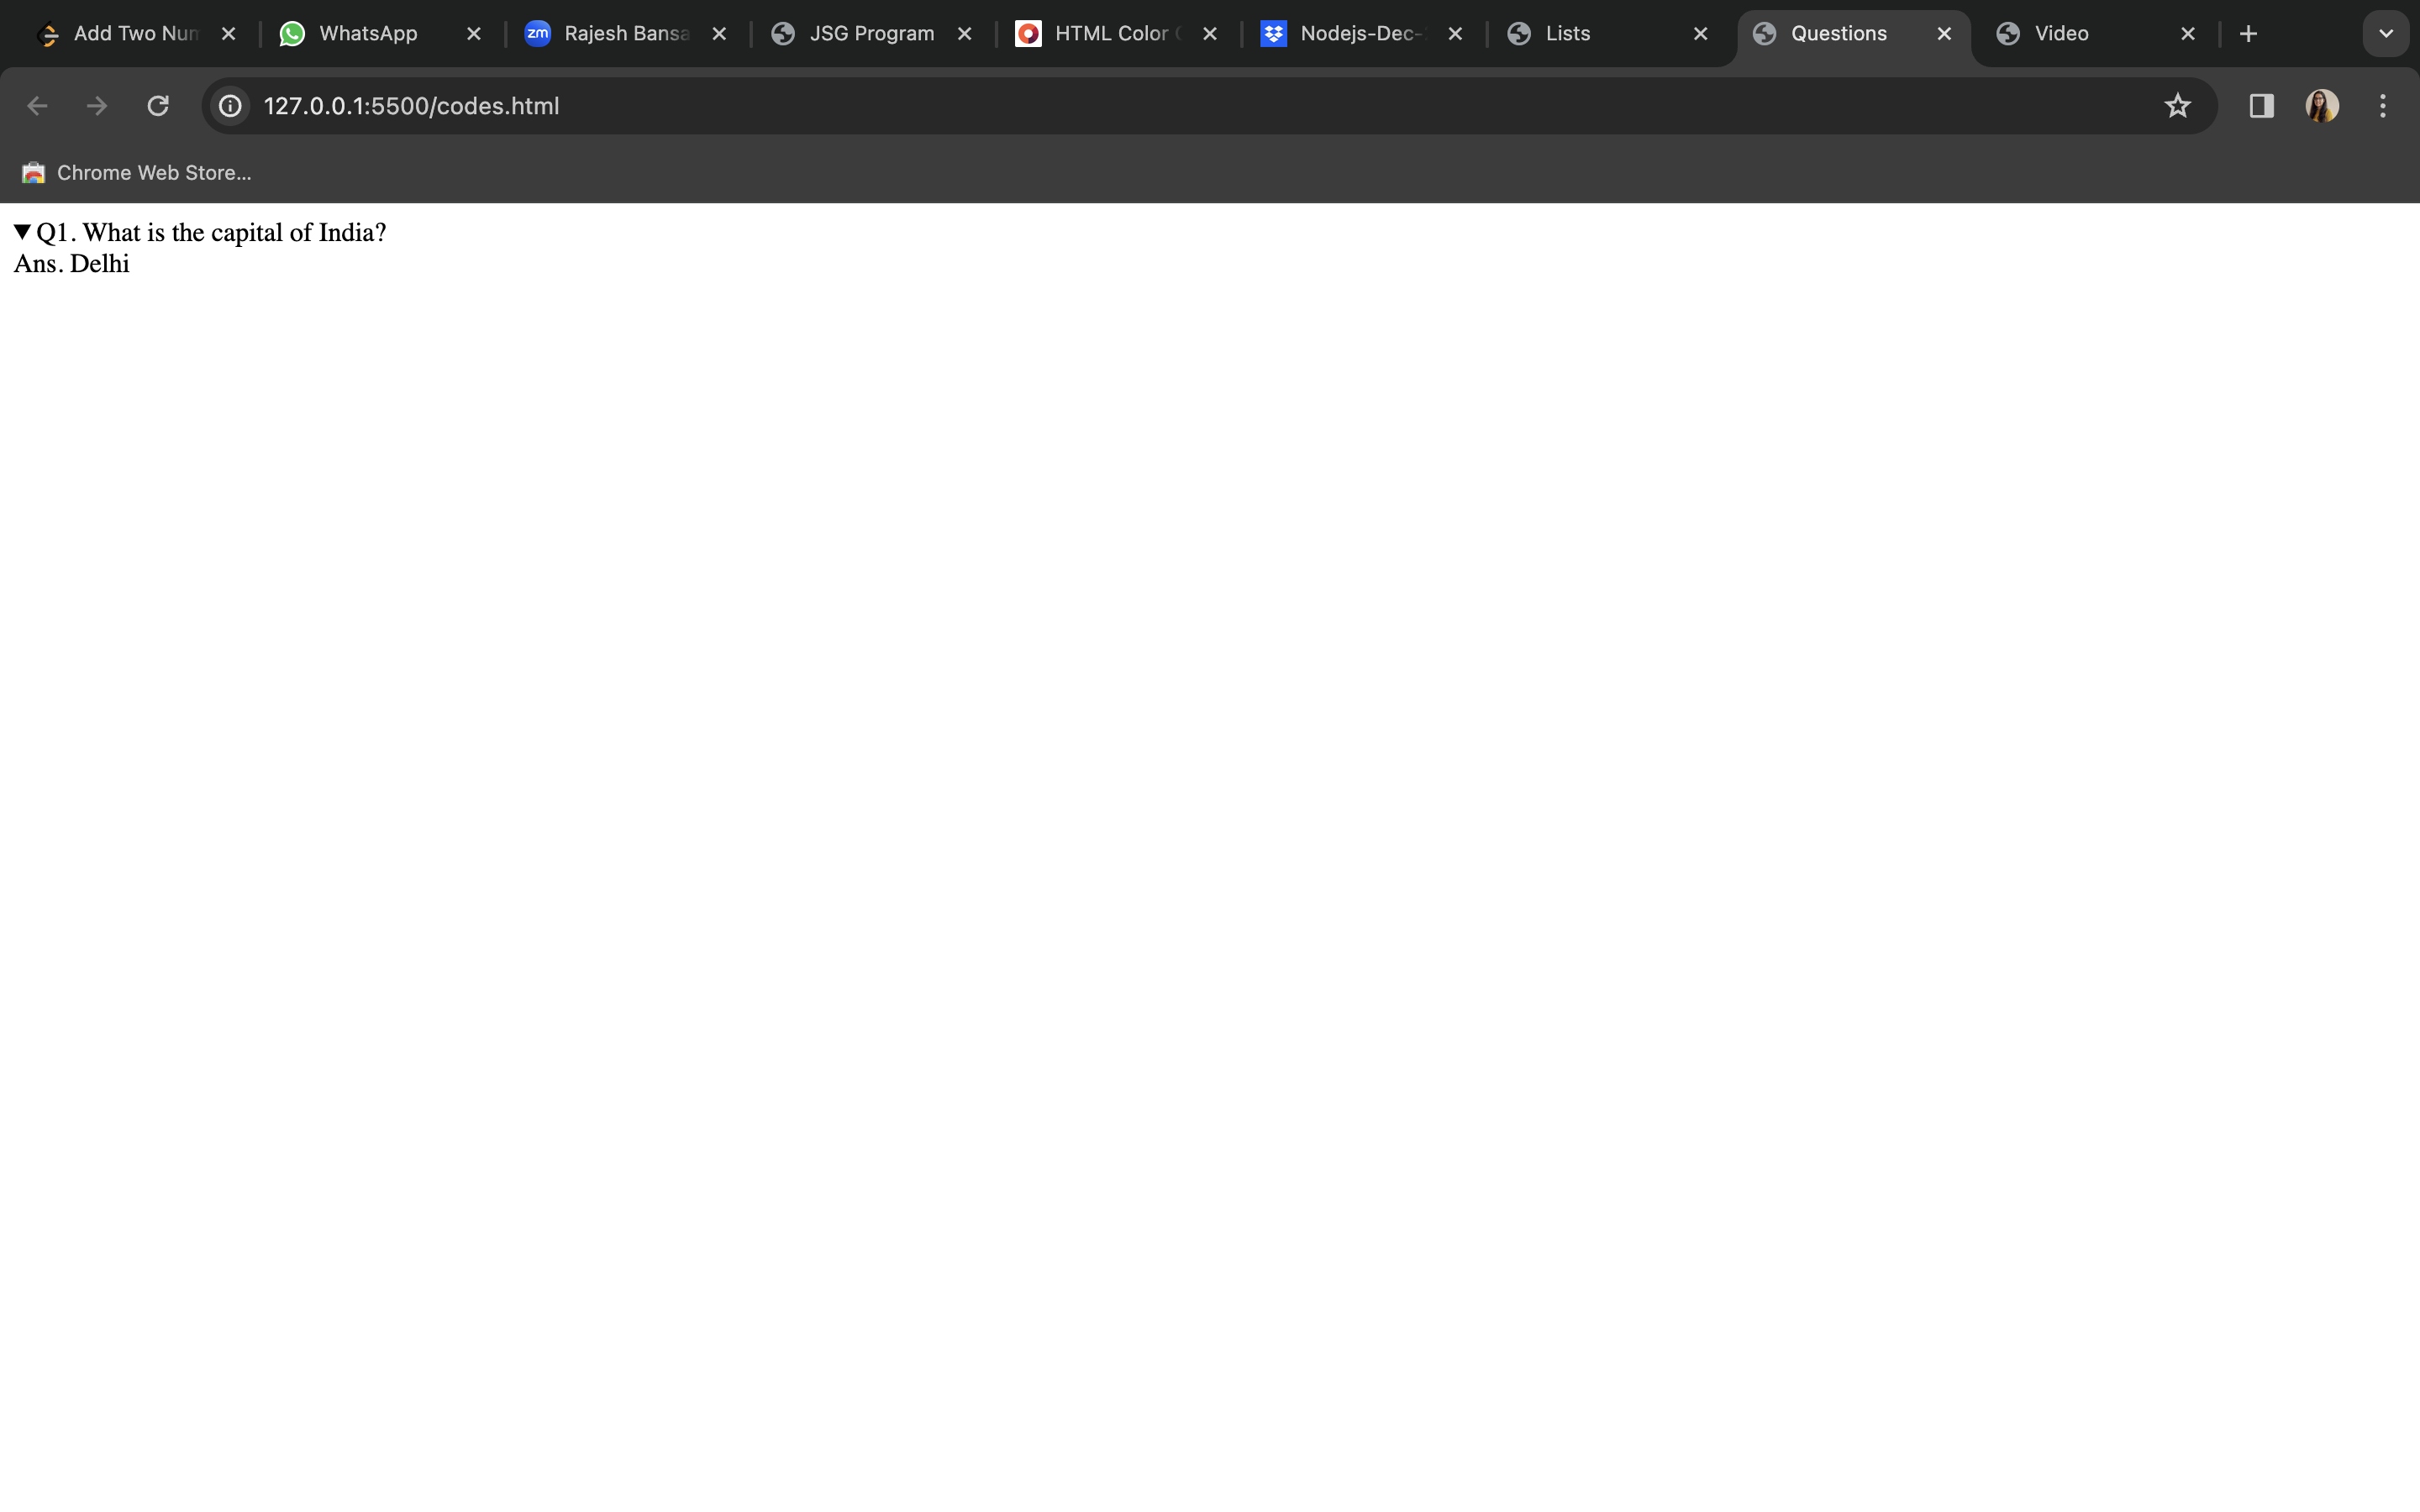 Add Two Num
WhatsApp
zm
Rajesh Bansa
JSG Program
HTML Color
Nodejs-Dec-
Lists
Questions
Video
127.0.0.1:5500/codes.html
Chrome Web Store...
Q1. What is the capital of India?
Ans. Delhi